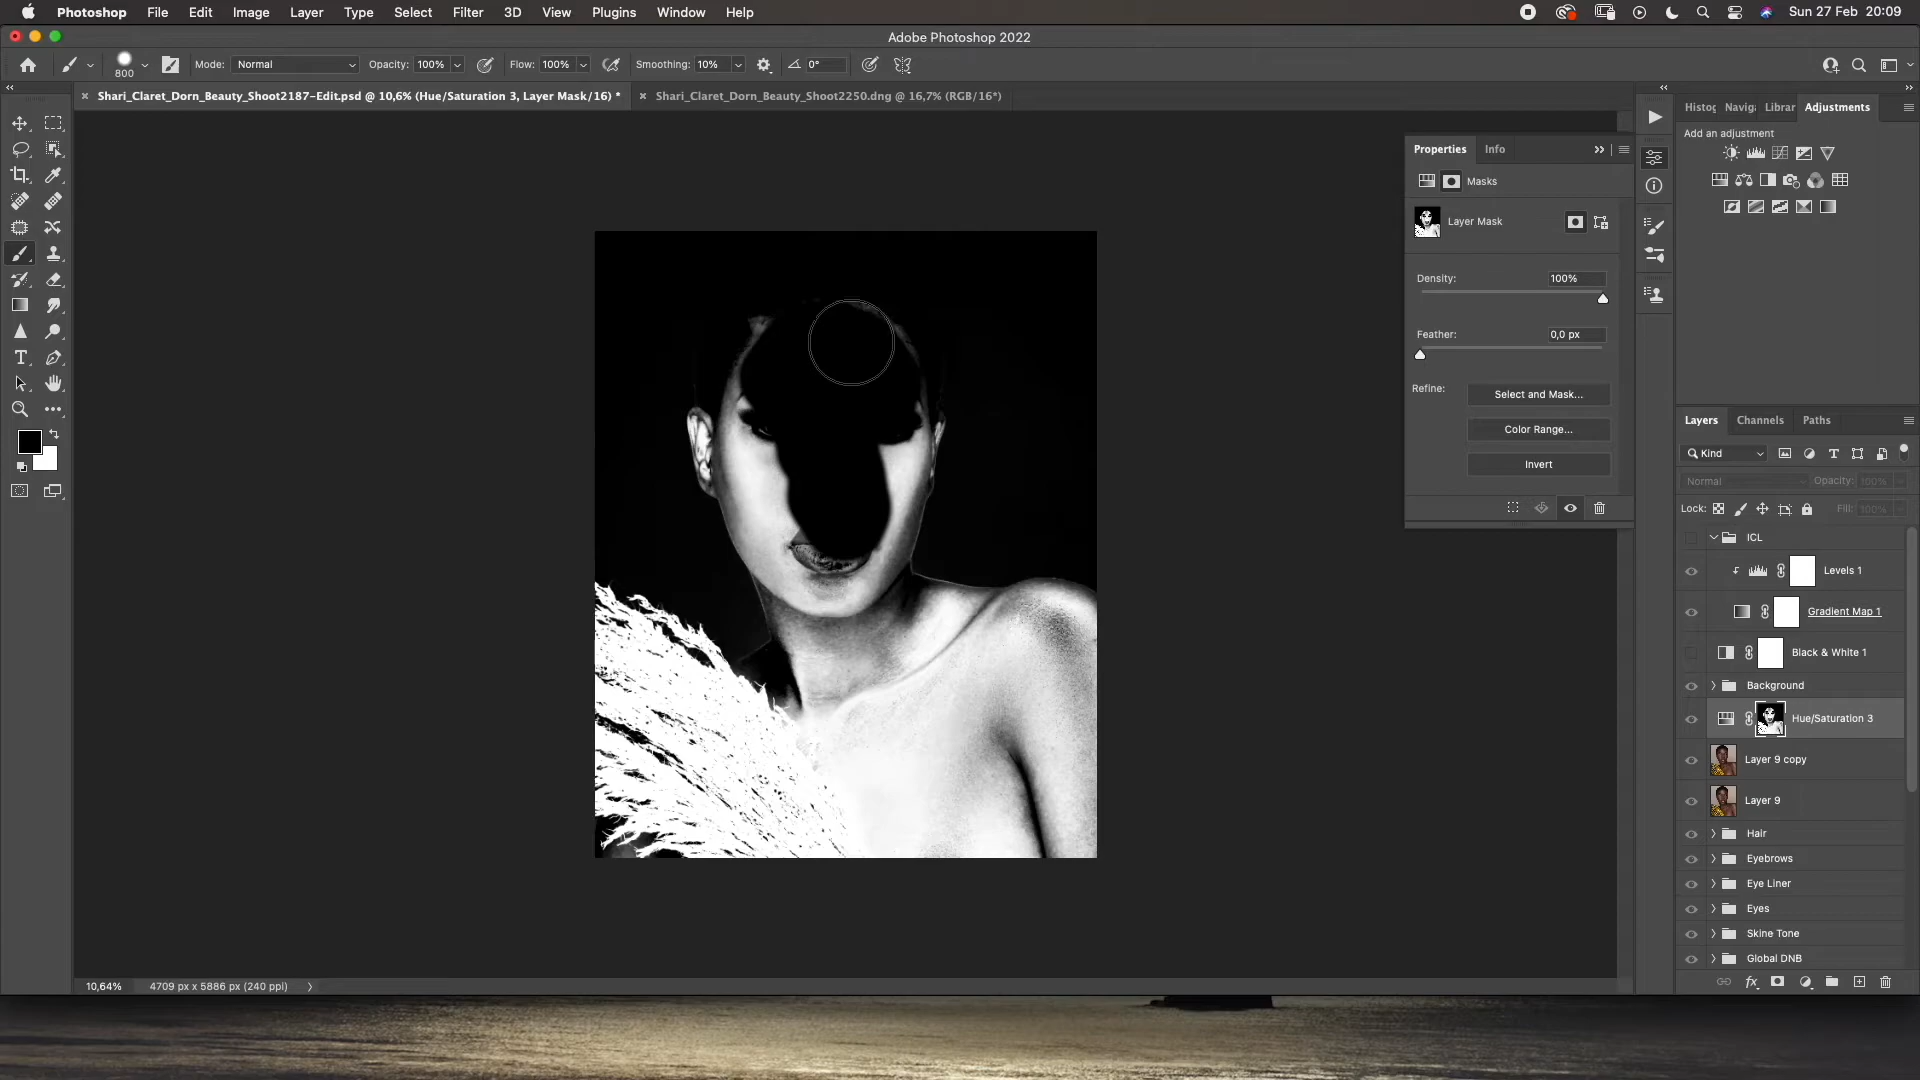 Photoshop File Edit Image Layer Type Select Filter 3D View Plugins Window Help Sun 27 Feb 20:09
Adobe Photoshop 2022
800 Mode: Normal Opacity: 100% Flow: 100% Smoothing: 10% 0°
Shari_Claret_Dorn_Beauty_Shoot2187-Edit.psd @ 10,6% (Hue/Saturation 3, Layer Mask/16) * Shari_Claret_Dorn_Beauty_Shoot2250.dng @ 16,7% (RGB/16*)
Histog Naviga Librar Adjustments
Add an adjustment
Properties Info
Masks
Layer Mask
Density: 100%
Feather: 0,0 px
Refine: Select and Mask...
Color Range...
Invert
Layers Channels Paths
Kind
Normal Opacity: 100%
Lock: Fill: 100%
ICL
Levels 1
Gradient Map 1
Black & White 1
Background
Hue/Saturation 3
Layer 9 copy
Layer 9
Hair
Eyebrows
Eye Liner
Eyes
Skine Tone
Global DNB
fx
10,64% 4709 px x 5886 px (240 ppi)